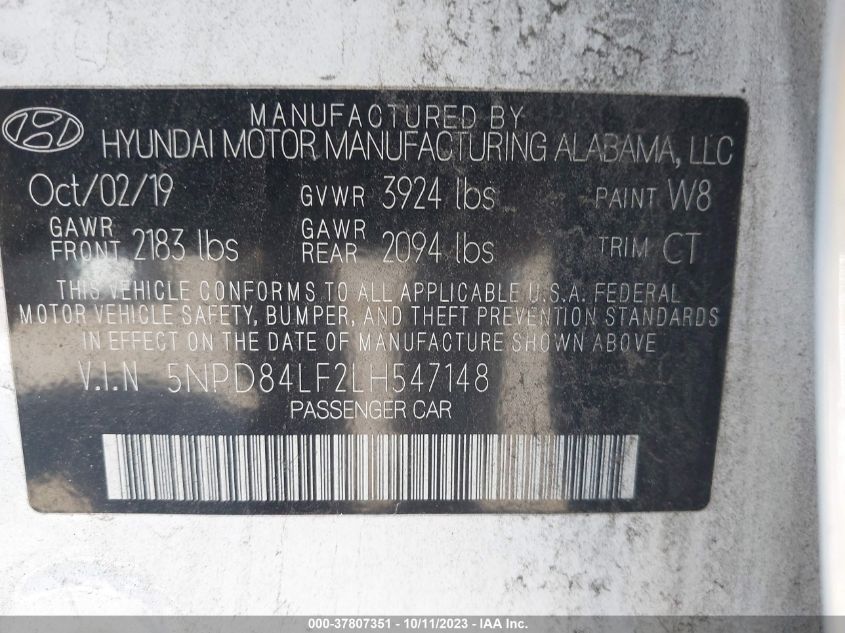 MANUFACTURED BY
HYUNDAI MOTOR MANUFACTURING ALABAMA, LLC
Oct/02/19 GVWR 3924 lbs PAINT W8
GAWR FRONT 2183 lbs GAWR REAR 2094 lbs TRIM CT
THIS VEHICLE CONFORMS TO ALL APPLICABLE U.S.A. FEDERAL
MOTOR VEHICLE SAFETY, BUMPER, AND THEFT PREVENTION STANDARDS
IN EFFECT ON THE DATE OF MANUFACTURE SHOWN ABOVE
V.I.N 5NPD84LF2LH547148
PASSENGER CAR
000-37807351 - 10/11/2023 - IAA Inc.